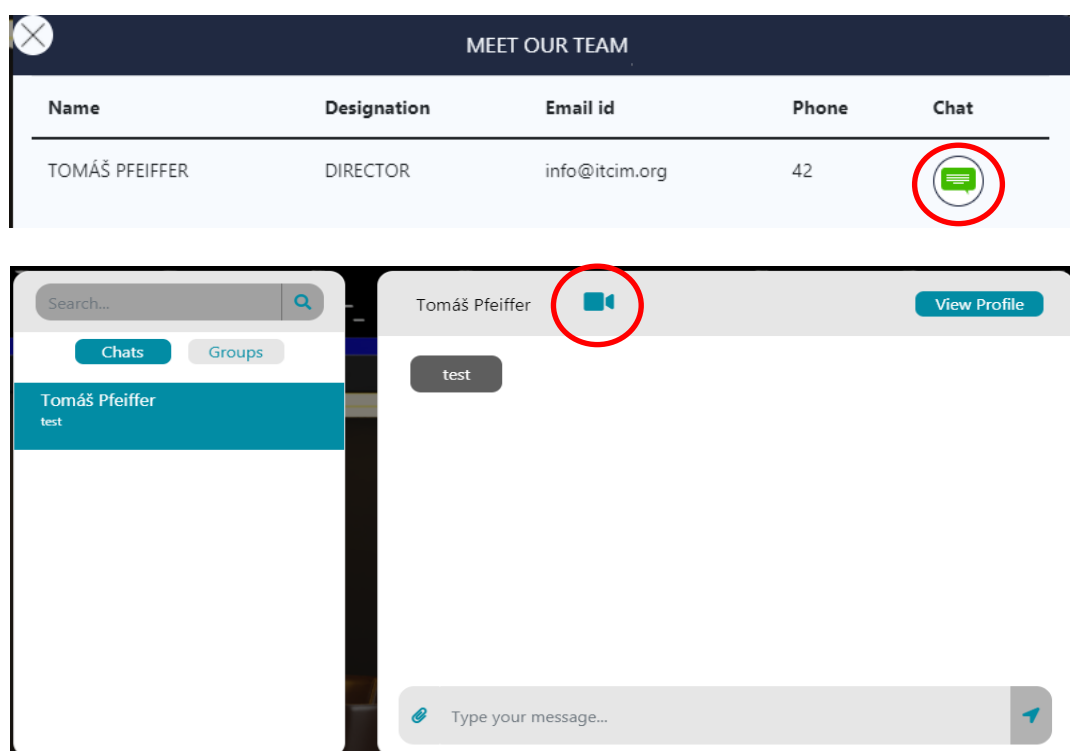 MEET OUR TEAM
Name Designation Email id Phone Chat
TOMÁŠ PFEIFFER DIRECTOR info@itcim.org 42
Search...
Chats Groups
Tomáš Pfeiffer
test
Tomáš Pfeiffer View Profile
test
Type your message...